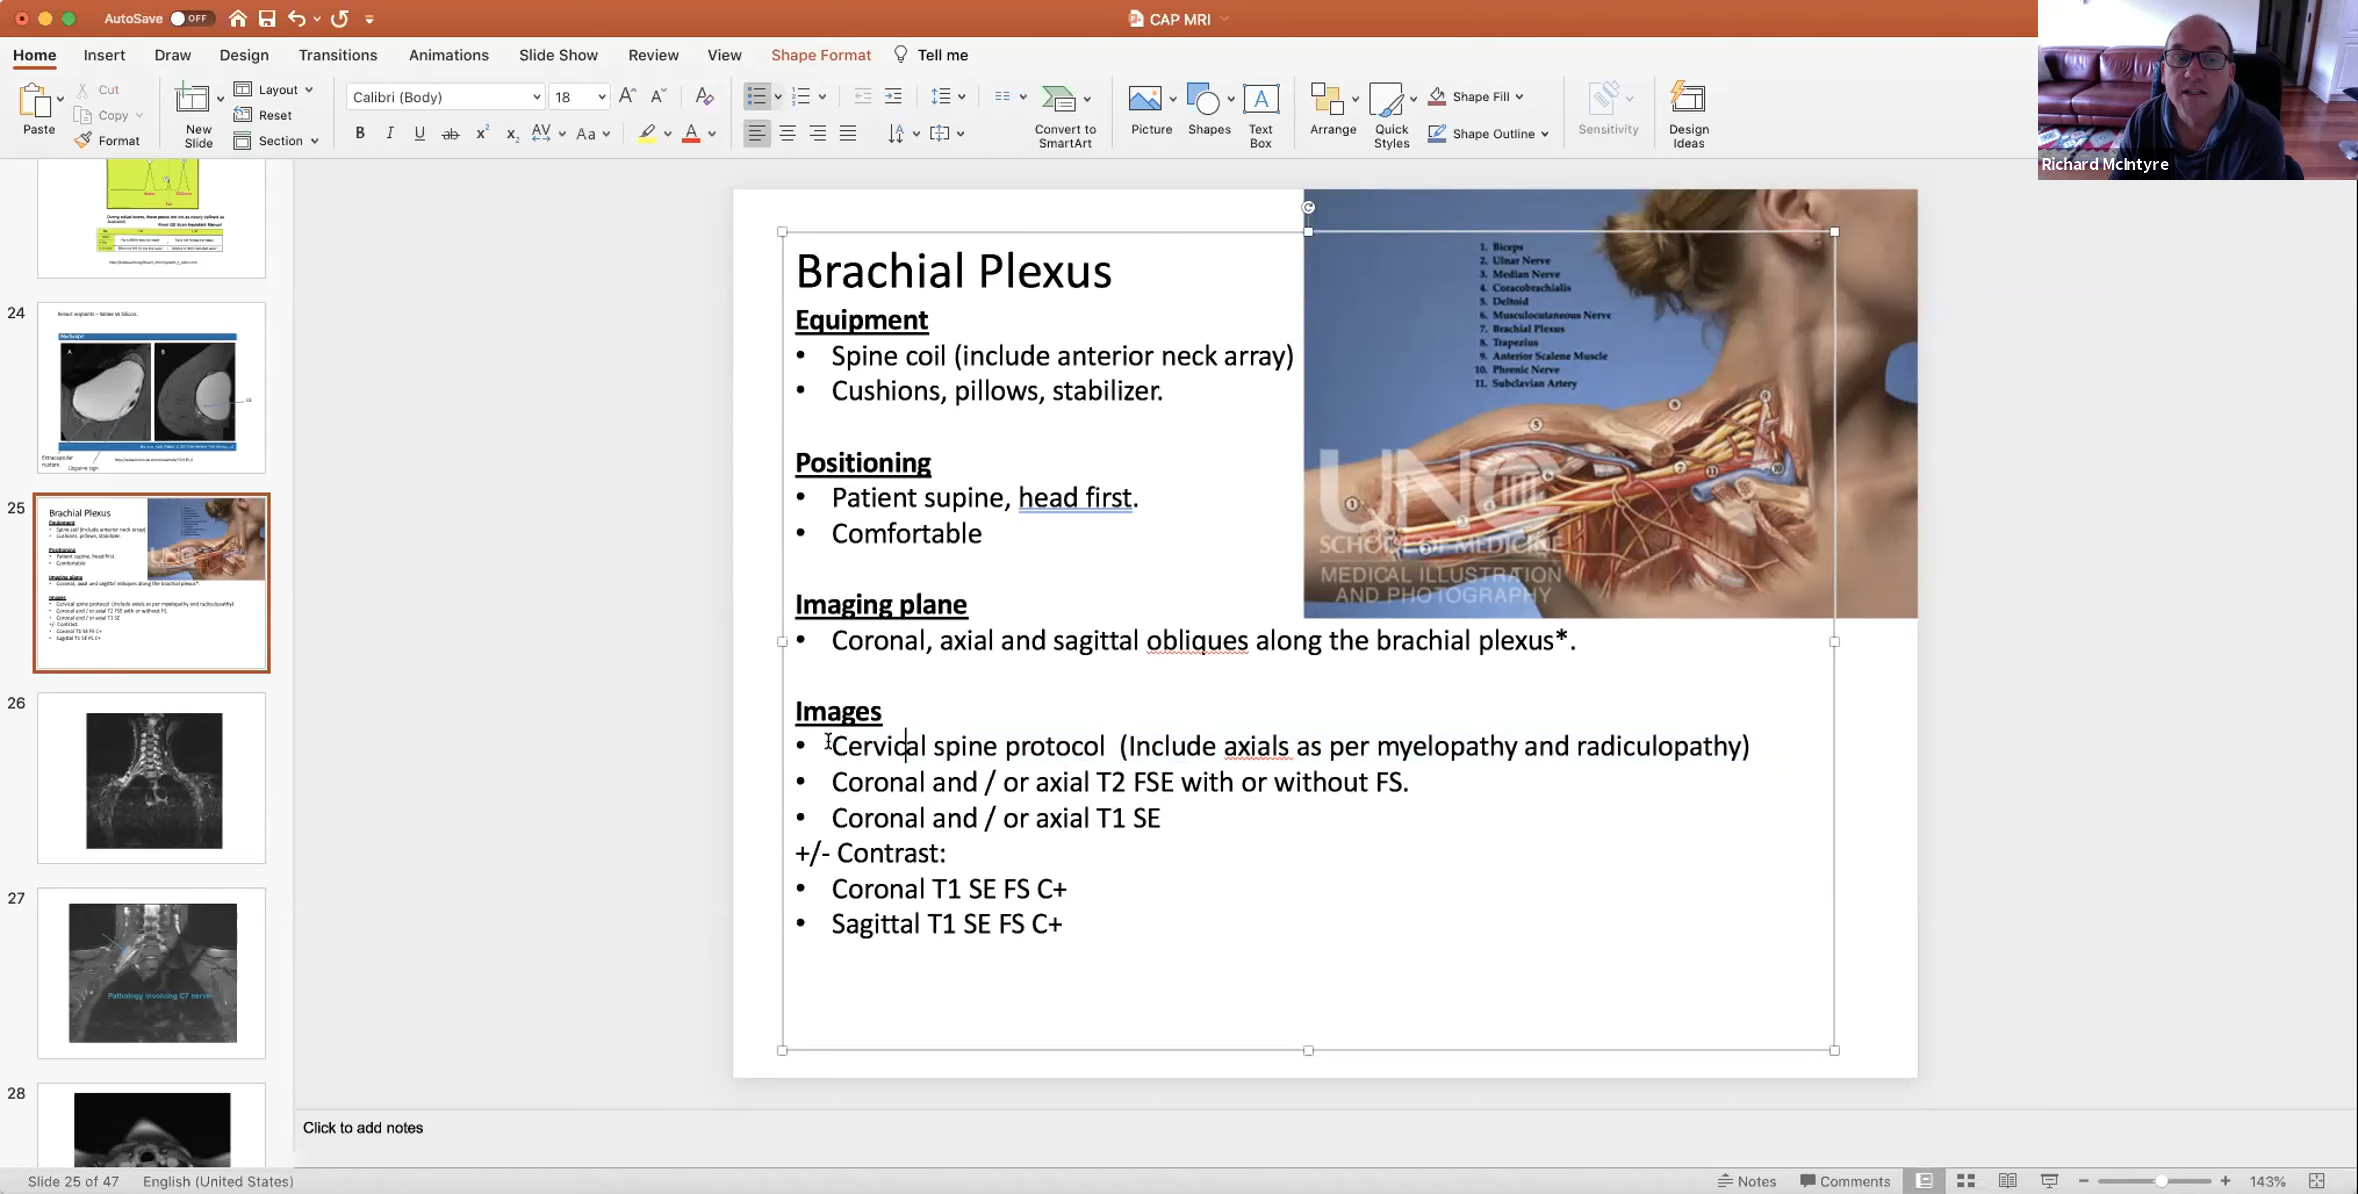 AutoSave OFF
CAP MRI
Home Insert Draw Design Transitions Animations Slide Show Review View Shape Format Tell me
Paste
Cut
Copy
Format
New Slide
Layout
Reset
Section
Calibri (Body) 18
Convert to SmartArt
Picture
Shapes
Text Box
Arrange
Quick Styles
Shape Fill
Shape Outline
Sensitivity
Design Ideas
Richard McIntyre
24
25
26
27
Pathology involving C7 nerve
28
Brachial Plexus
Equipment
• Spine coil (include anterior neck array)
• Cushions, pillows, stabilizer.
Positioning
• Patient supine, head first.
• Comfortable
Imaging plane
• Coronal, axial and sagittal obliques along the brachial plexus*.
Images
• Cervical spine protocol (Include axials as per myelopathy and radiculopathy)
• Coronal and / or axial T2 FSE with or without FS.
• Coronal and / or axial T1 SE
+/- Contrast:
• Coronal T1 SE FS C+
• Sagittal T1 SE FS C+
1. Biceps
2. Ulnar Nerve
3. Median Nerve
4. Coracobrachialis
5. Deltoid
6. Musculocutaneous Nerve
7. Brachial Plexus
8. Trapezius
9. Anterior Scalene Muscle
10. Phrenic Nerve
11. Subclavian Artery
UNC
SCHOOL OF MEDICINE
MEDICAL ILLUSTRATION
AND PHOTOGRAPHY
Click to add notes
Slide 25 of 47 English (United States)
Notes Comments 143%